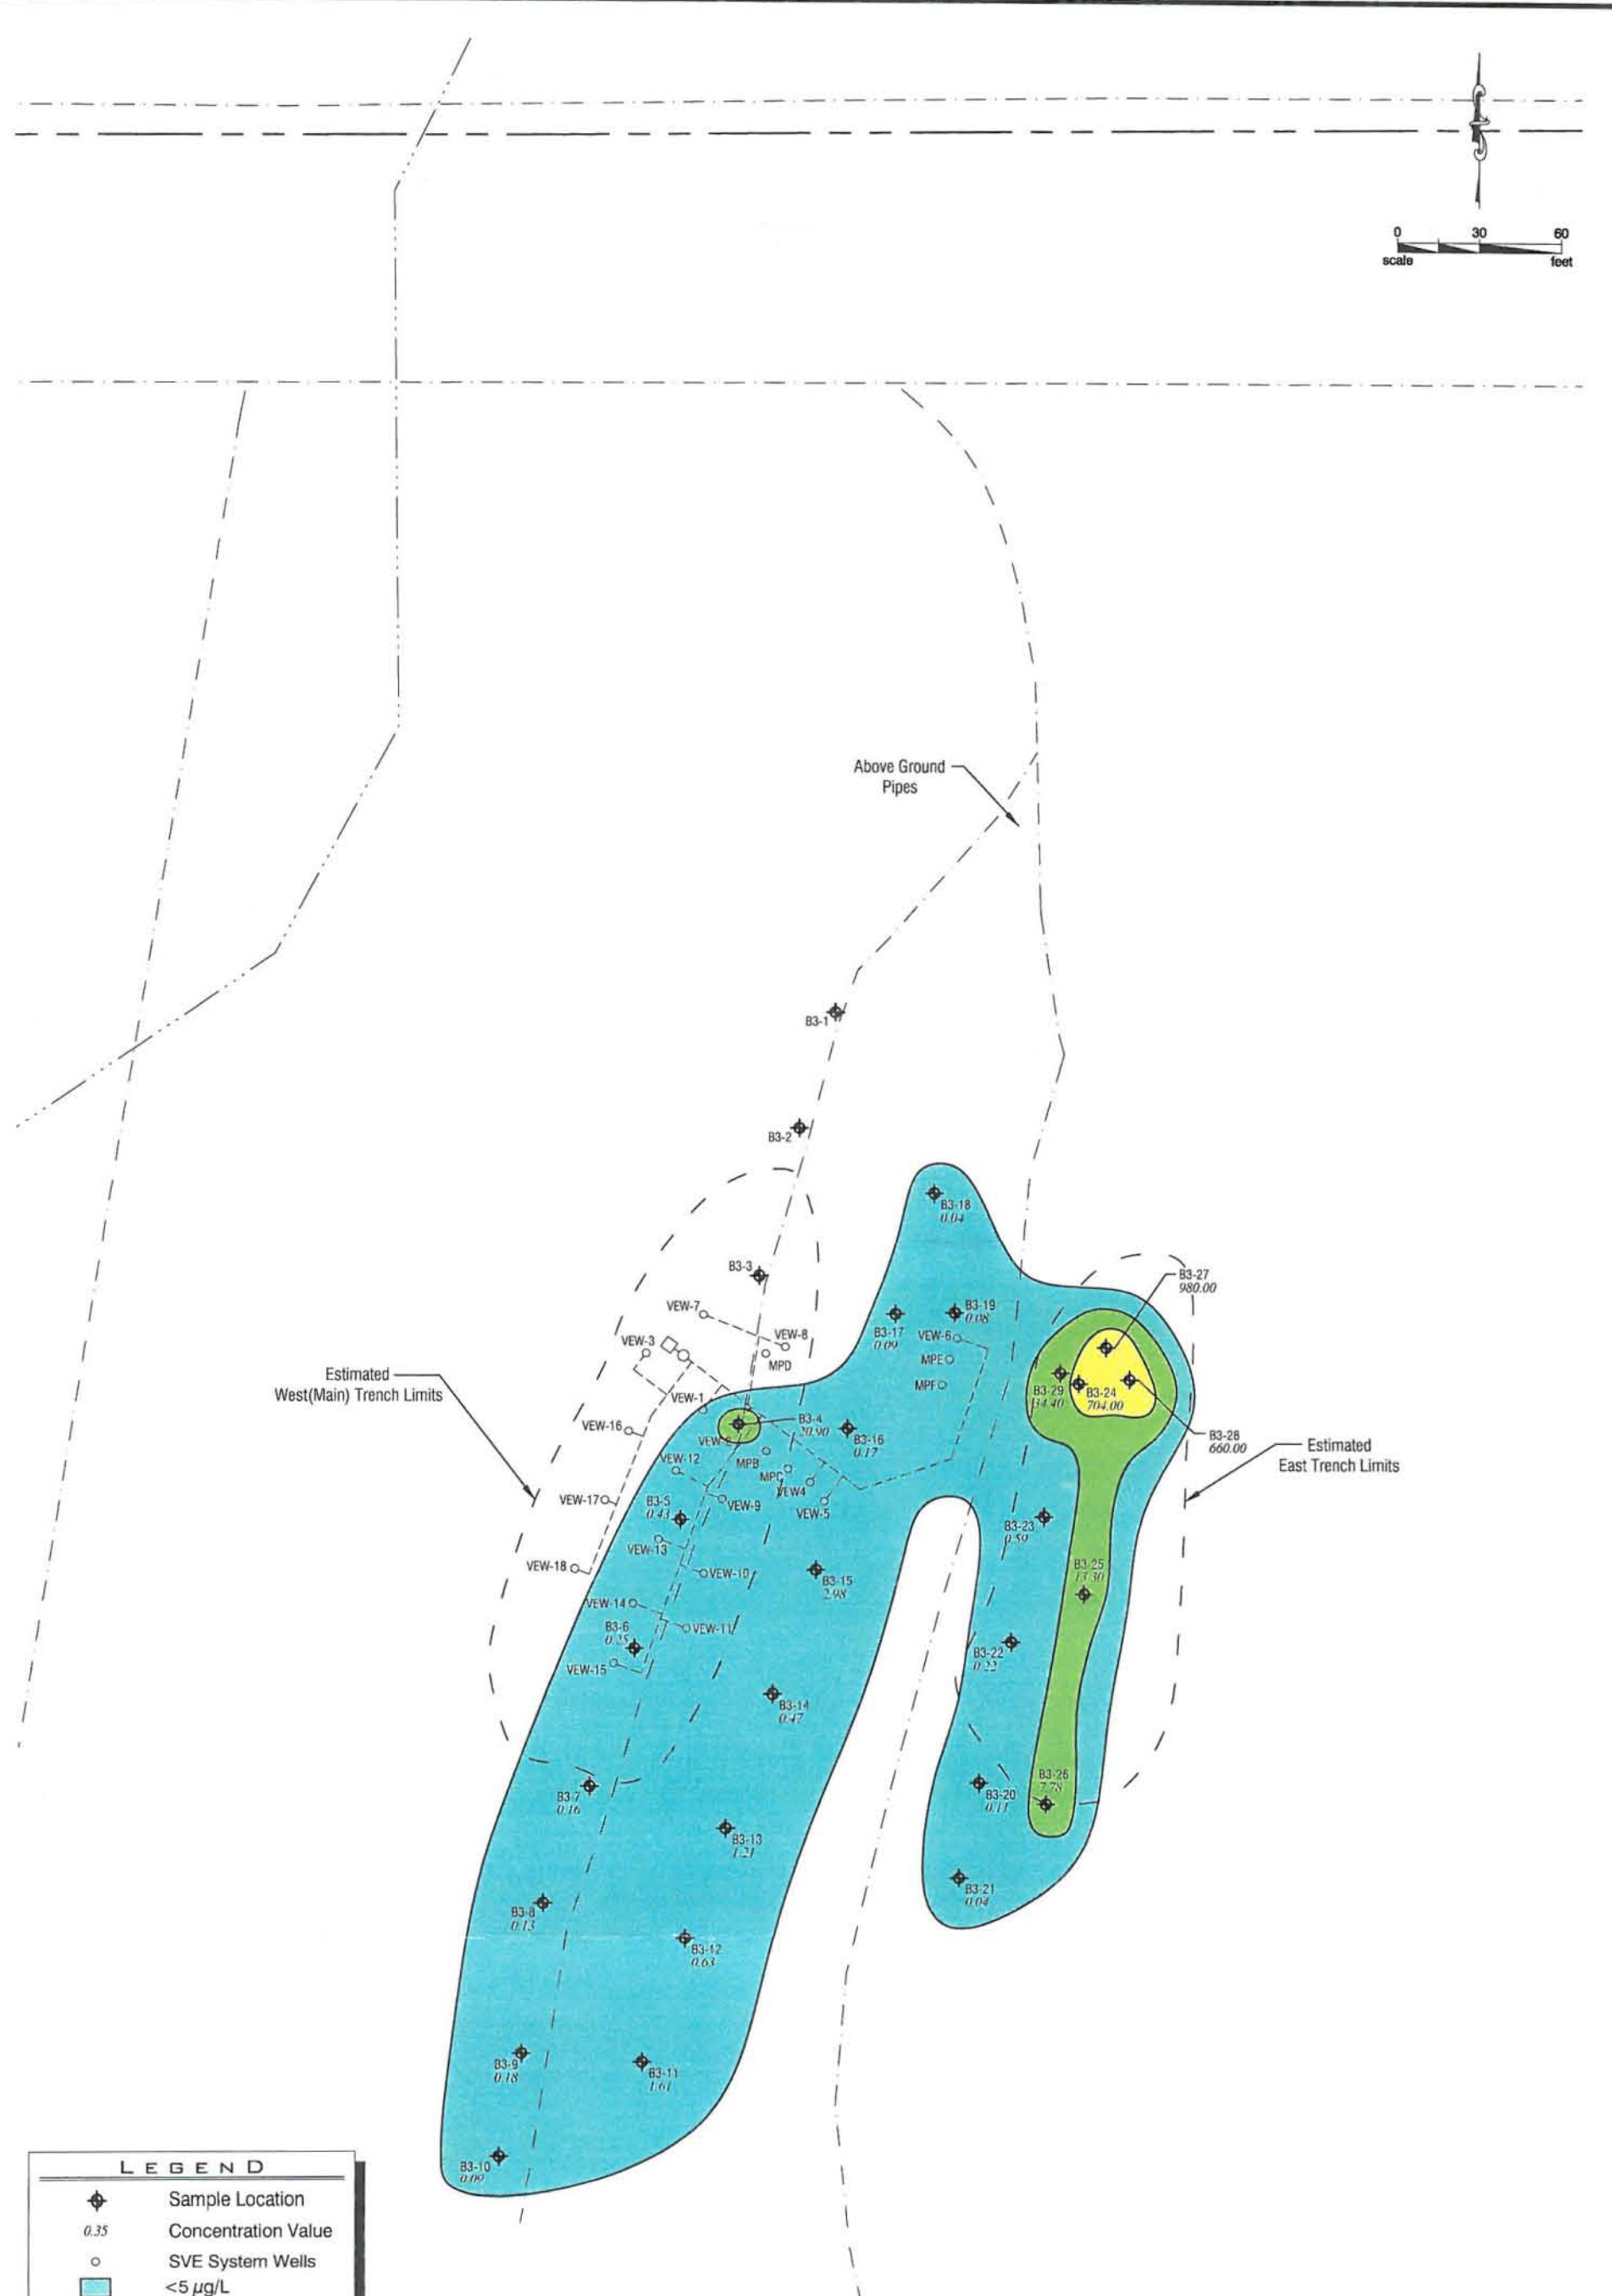 0 30 60
scale feet
Above Ground
Pipes
B3-1
B3-2
B3-18
0.04
B3-3
B3-27
980.00
VEW-7
B3-19
0.08
B3-17
0.09
VEW-6
VEW-8
VEW-3
MPD
MPE
MPF
Estimated
West(Main) Trench Limits
B3-29
34.40
B3-24
704.00
VEW-1
B3-4
20.90
VEW-16
B3-16
0.17
B3-28
660.00
Estimated
East Trench Limits
VEW-12
MPB
MPC
VEW4
VEW-17
B3-5
0.43
VEW-9
VEW-5
B3-23
0.59
VEW-13
VEW-18
VEW-10
B3-15
2.98
B3-25
13.30
VEW-14
B3-6
0.25
VEW-11
B3-22
0.22
VEW-15
B3-14
0.47
B3-26
7.78
B3-7
0.16
B3-20
0.11
B3-13
1.21
B3-21
0.04
B3-8
0.13
B3-12
0.63
B3-9
0.18
B3-11
1.61
B3-10
0.09
LEGEND
Sample Location
0.35 Concentration Value
SVE System Wells
<5 µg/L